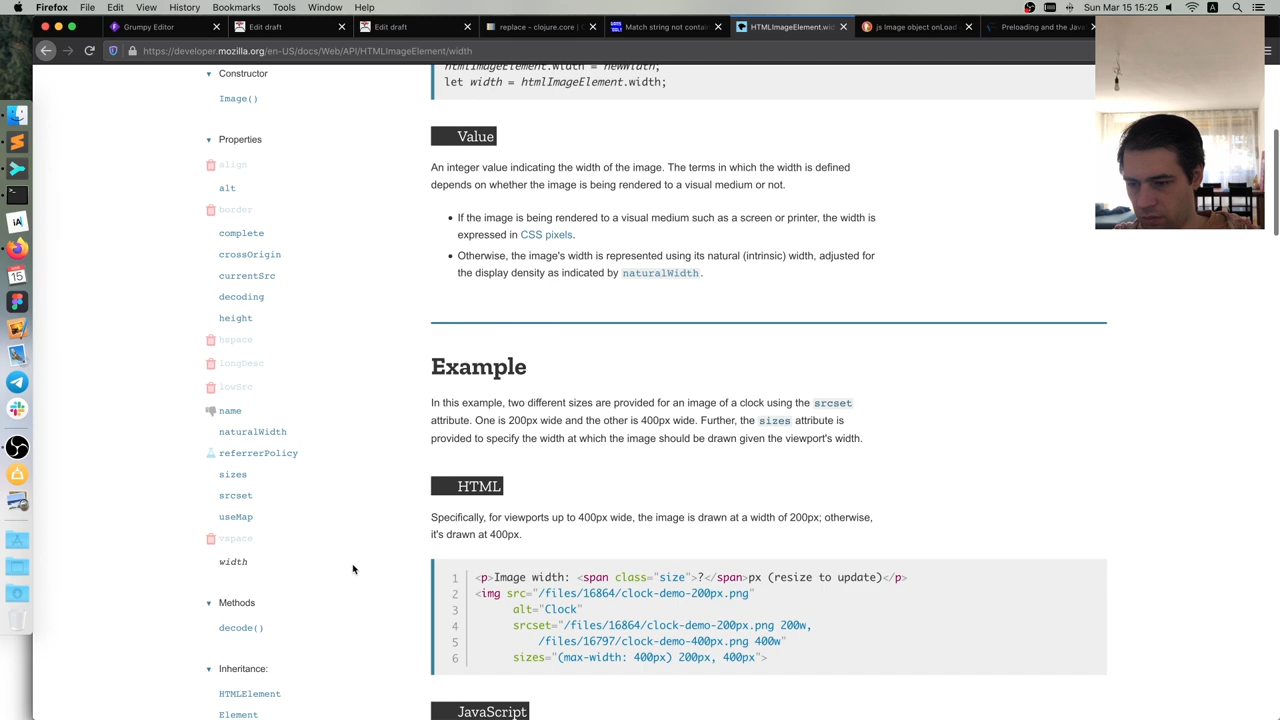 Firefox File Edit View History Bookmarks Tools Window Help
Sun Mar 15 15:26
Grumpy Editor
Edit draft
Edit draft
replace - clojure.core |
Match string not contain
HTMLImageElement.wid
js Image object onLoad
Preloading and the Java
https://developer.mozilla.org/en-US/docs/Web/API/HTMLImageElement/width
Constructor
Image()
Properties
align
alt
border
complete
crossOrigin
currentSrc
decoding
height
hspace
longDesc
lowSrc
name
naturalWidth
referrerPolicy
sizes
srcset
useMap
vspace
width
Methods
decode()
Inheritance:
HTMLElement
Element
htmlImageElement.width = newWidth;
let width = htmlImageElement.width;
Value
An integer value indicating the width of the image. The terms in which the width is defined
depends on whether the image is being rendered to a visual medium or not.
• If the image is being rendered to a visual medium such as a screen or printer, the width is
expressed in CSS pixels.
• Otherwise, the image's width is represented using its natural (intrinsic) width, adjusted for
the display density as indicated by naturalWidth.
Example
In this example, two different sizes are provided for an image of a clock using the srcset
attribute. One is 200px wide and the other is 400px wide. Further, the sizes attribute is
provided to specify the width at which the image should be drawn given the viewport's width.
HTML
Specifically, for viewports up to 400px wide, the image is drawn at a width of 200px; otherwise,
it's drawn at 400px.
1 <p>Image width: <span class="size">?</span>px (resize to update)</p>
2 <img src="/files/16864/clock-demo-200px.png"
3 alt="Clock"
4 srcset="/files/16864/clock-demo-200px.png 200w,
5 /files/16797/clock-demo-400px.png 400w"
6 sizes="(max-width: 400px) 200px, 400px">
JavaScript
iA
15